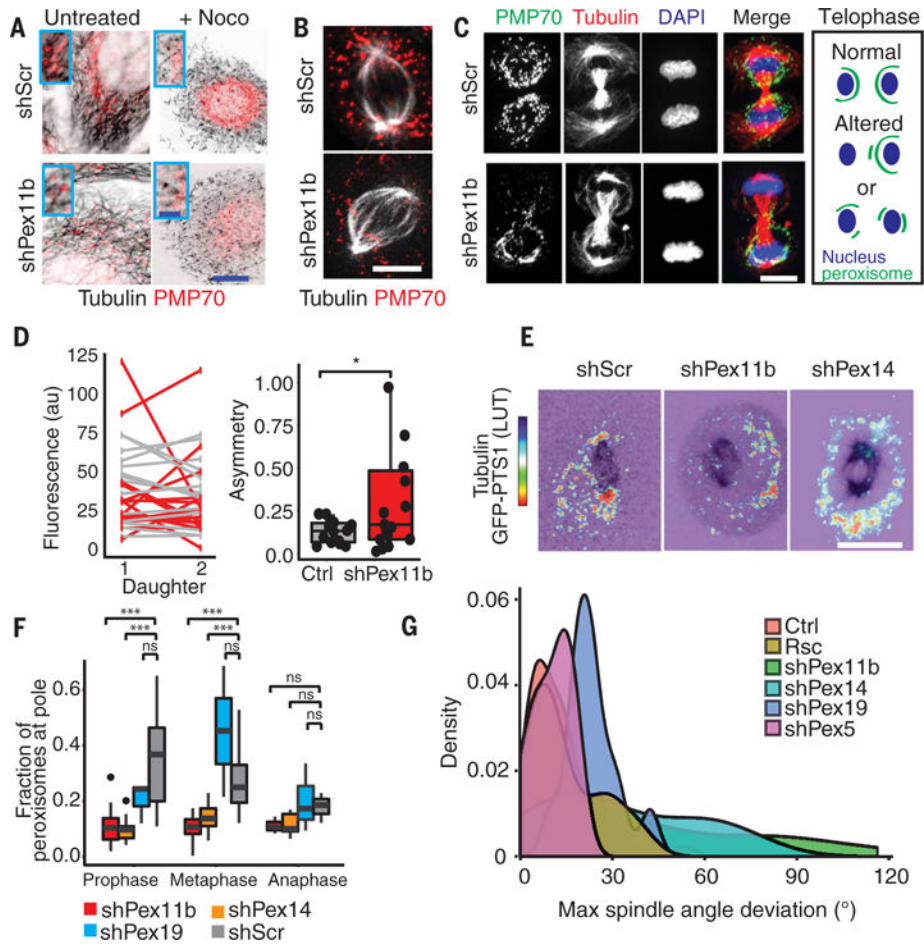 A
Untreated
+ Noco
shScr
shPex11b
Tubulin PMP70
B
shScr
shPex11b
Tubulin PMP70
C
PMP70
Tubulin
DAPI
Merge
shScr
shPex11b
Telophase
Normal
Altered
or
Nucleus
peroxisome
D
Fluorescence (au)
125
100
75
50
25
0
1
2
Daughter
Asymmetry
1.00
0.75
0.50
0.25
0.0
*
Ctrl
shPex11b
E
shScr
shPex11b
shPex14
Tubulin
GFP-PTS1 (LUT)
F
Fraction of
peroxisomes at pole
0.6
0.4
0.2
0.0
***
***
ns
***
***
ns
ns
ns
ns
Prophase
Metaphase
Anaphase
shPex11b
shPex14
shPex19
shScr
G
Density
0.06
0.04
0.02
0
0
30
60
90
120
Max spindle angle deviation (°)
Ctrl
Rsc
shPex11b
shPex14
shPex19
shPex5